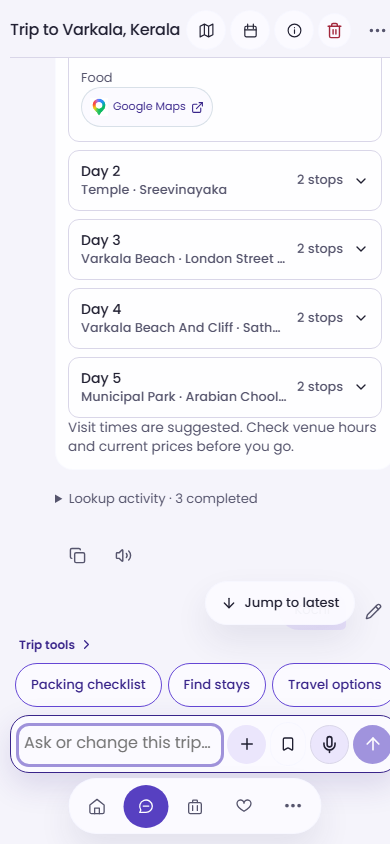 Trip to Varkala, Kerala
Food
Google Maps
Day 2
Temple · Sreevinayaka
2 stops
Day 3
Varkala Beach · London Street ...
2 stops
Day 4
Varkala Beach And Cliff · Sath...
2 stops
Day 5
Municipal Park · Arabian Chool...
2 stops
Visit times are suggested. Check venue hours
and current prices before you go.
Lookup activity · 3 completed
Jump to latest
Trip tools
Packing checklist
Find stays
Travel options
Ask or change this trip...